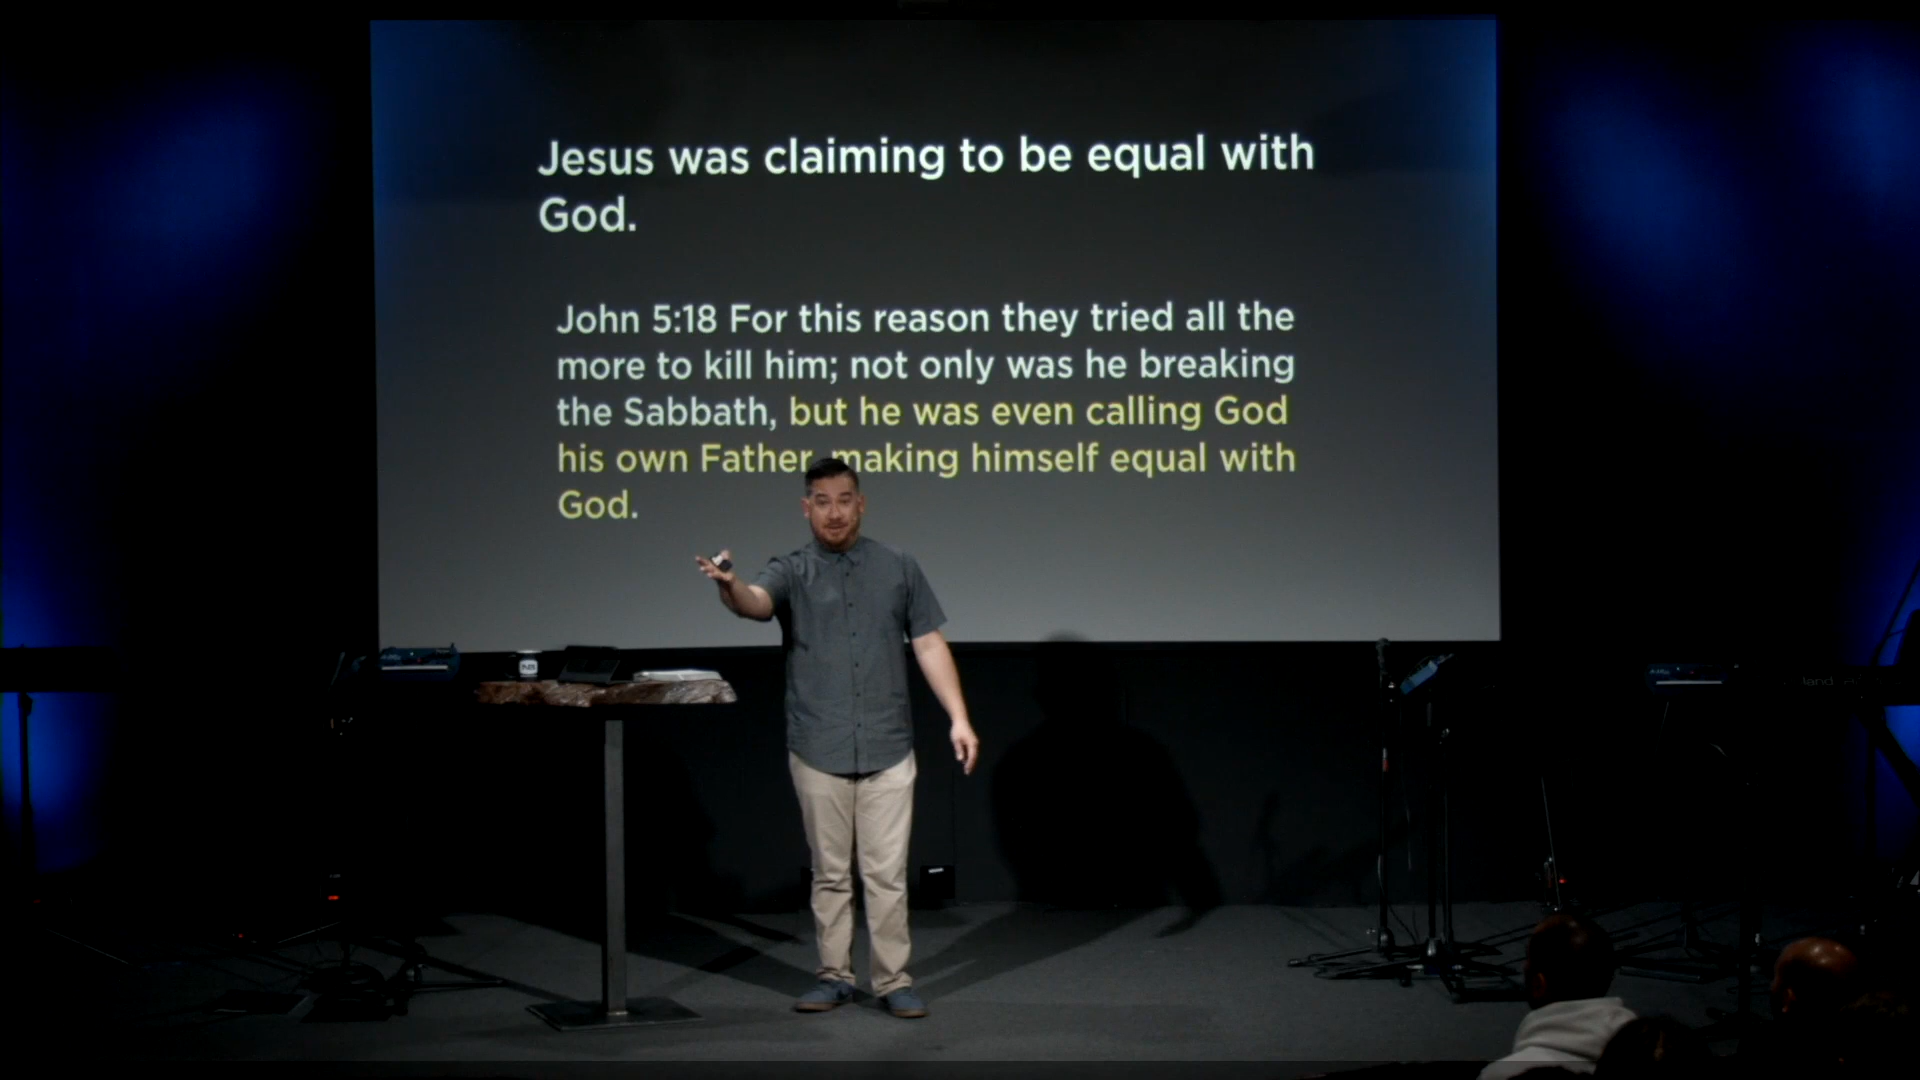 Jesus was claiming to be equal with
God.
John 5:18 For this reason they tried all the
more to kill him; not only was he breaking
the Sabbath, but he was even calling God
his own Father, making himself equal with
God.